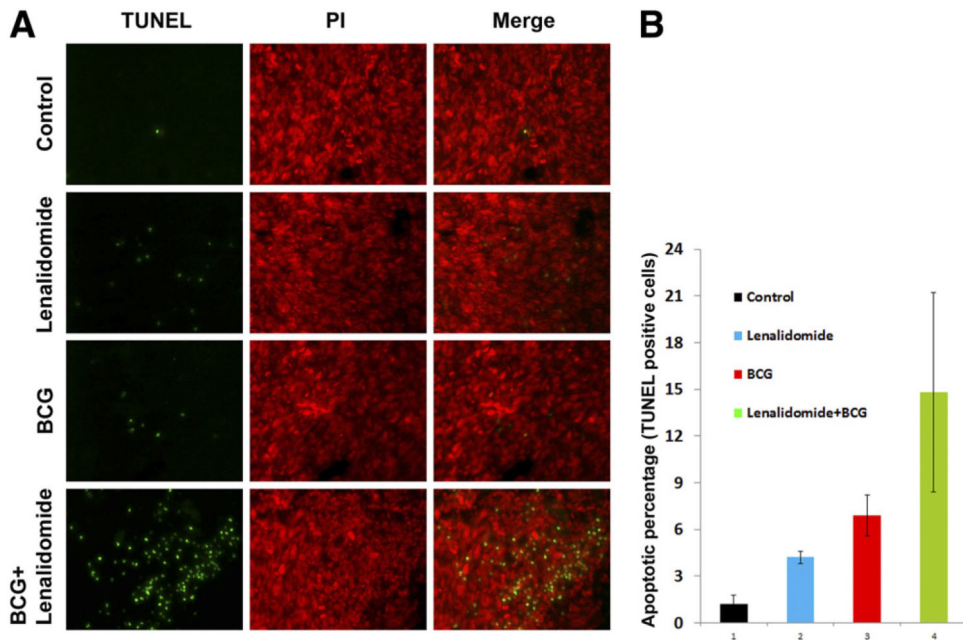 A
TUNEL
PI
Merge
B
Control
Lenalidomide
BCG
BCG+
Lenalidomide
Apoptotic percentage (TUNEL positive cells)
24
21
18
15
12
9
6
3
0
Control
Lenalidomide
BCG
Lenalidomide+BCG
1
2
3
4